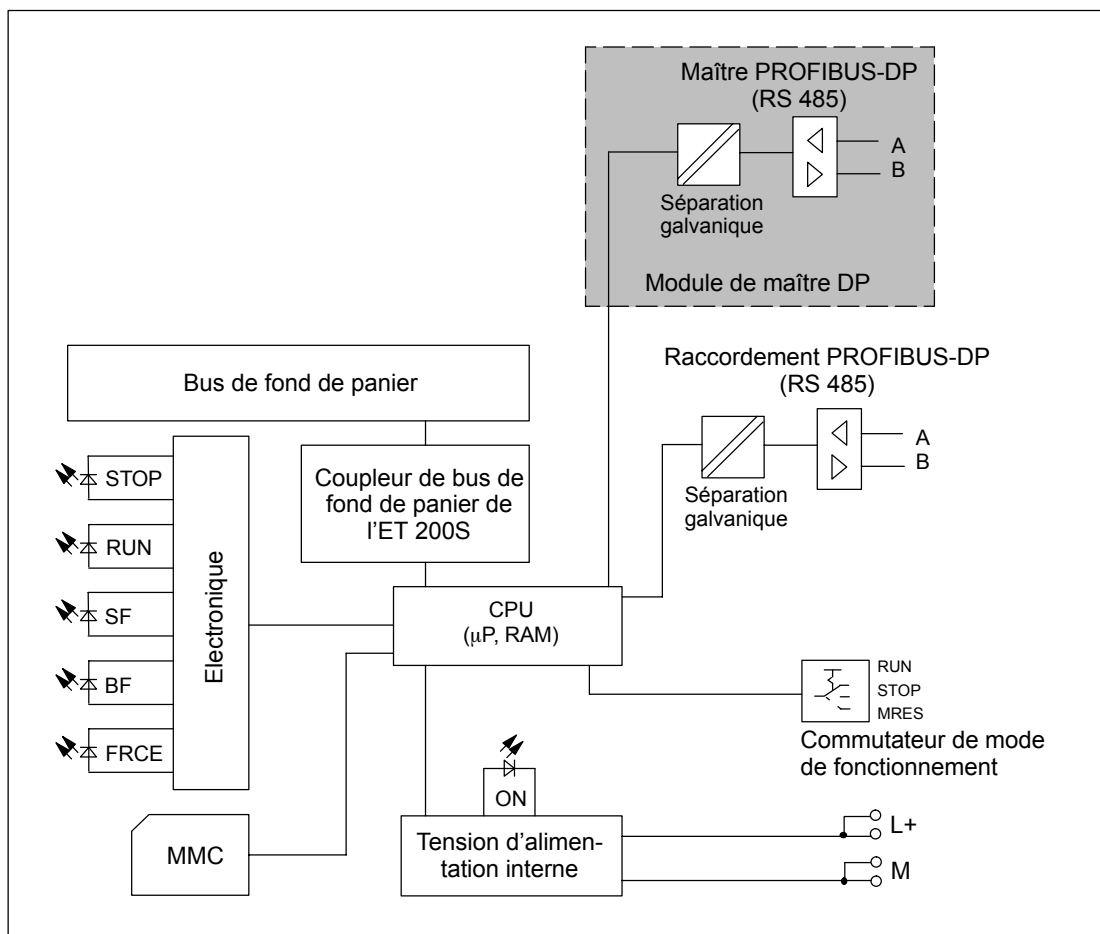 Maître PROFIBUS-DP
(RS 485)
A
B
Séparation
galvanique
Module de maître DP
Bus de fond de panier
Raccordement PROFIBUS-DP
(RS 485)
A
B
Séparation
galvanique
Coupleur de bus de
fond de panier de
l’ET 200S
STOP
RUN
SF
BF
FRCE
Electronique
CPU
(µP, RAM)
RUN
STOP
MRES
Commutateur de mode
de fonctionnement
ON
MMC
Tension d’alimen-
tation interne
L+
M